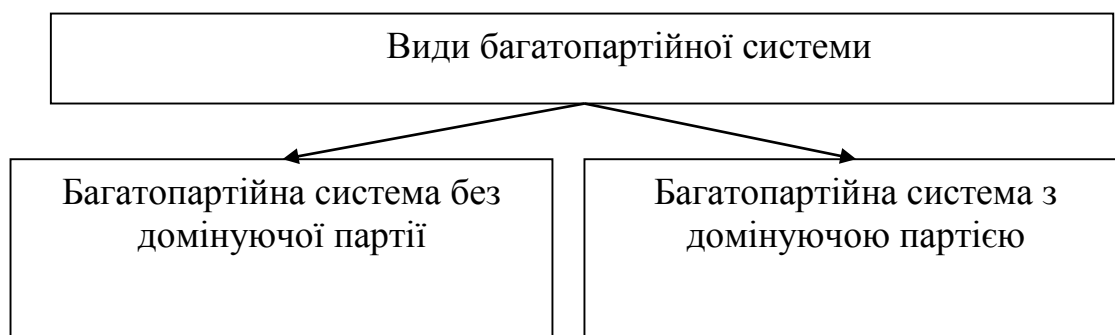 Види багатопартійної системи
Багатопартійна система без
домінуючої партії
Багатопартійна система з
домінуючою партією